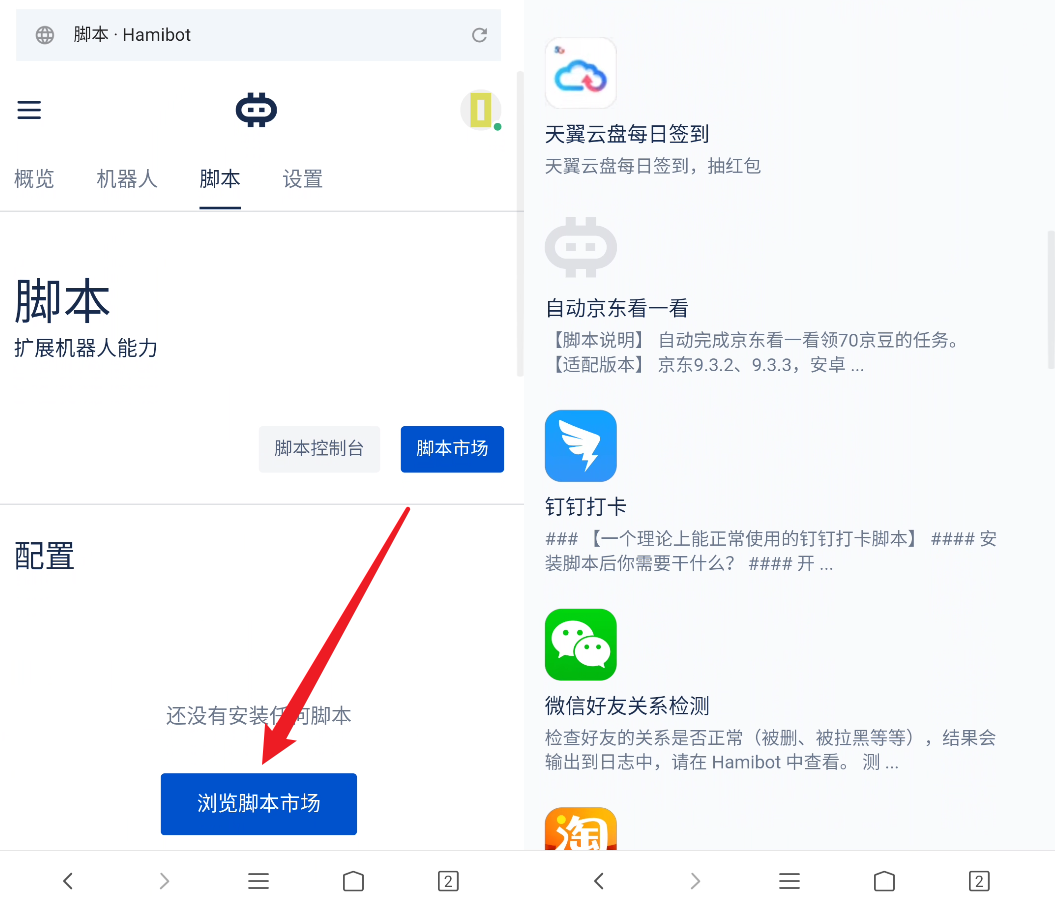 脚本 · Hamibot
概览
机器人
脚本
设置
脚本
扩展机器人能力
脚本控制台
脚本市场
配置
还没有安装任何脚本
浏览脚本市场
2
天翼云盘每日签到
天翼云盘每日签到，抽红包
自动京东看一看
【脚本说明】 自动完成京东看一看领70京豆的任务。
【适配版本】 京东9.3.2、9.3.3，安卓 ...
钉钉打卡
### 【一个理论上能正常使用的钉钉打卡脚本】 #### 安
装脚本后你需要干什么？ #### 开 ...
微信好友关系检测
检查好友的关系是否正常（被删、被拉黑等等），结果会
输出到日志中，请在 Hamibot 中查看。 测 ...
淘
2